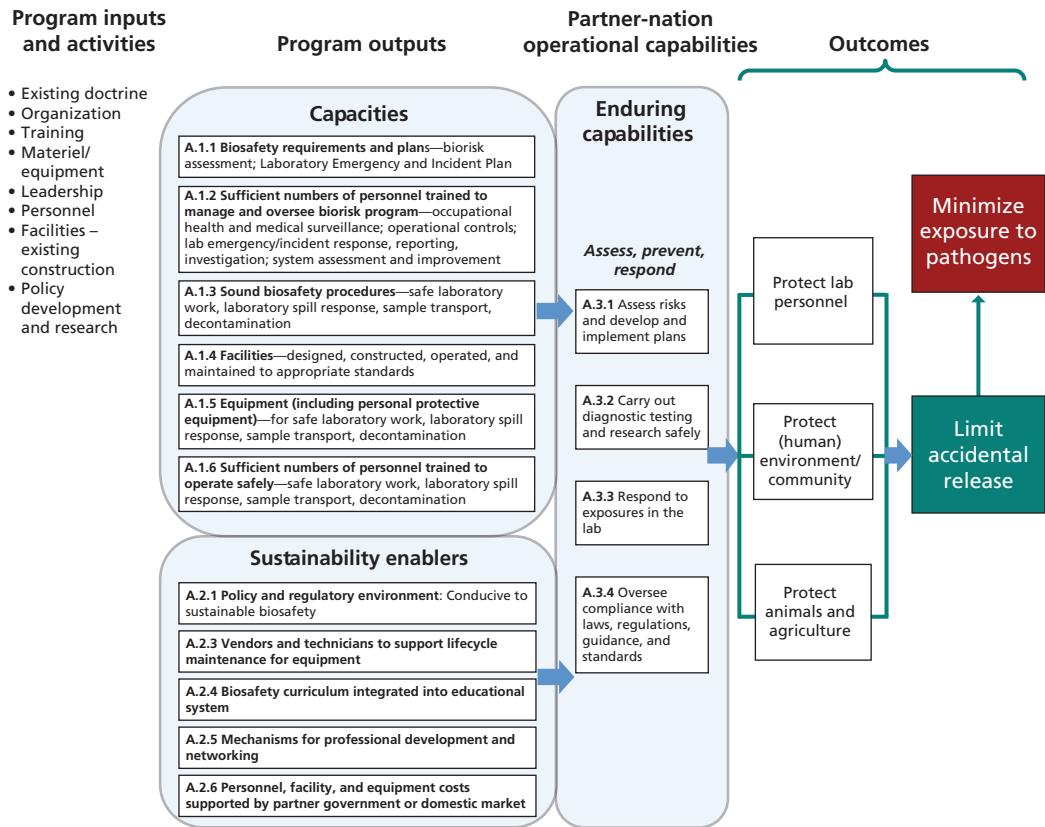 Program inputs
and activities
Program outputs
Partner-nation
operational capabilities
Outcomes
• Existing doctrine
• Organization
• Training
• Materiel/
equipment
• Leadership
• Personnel
• Facilities –
existing
construction
• Policy
development
and research
Capacities
A.1.1 Biosafety requirements and plans—biorisk
assessment; Laboratory Emergency and Incident Plan
A.1.2 Sufficient numbers of personnel trained to
manage and oversee biorisk program—occupational
health and medical surveillance; operational controls;
lab emergency/incident response, reporting,
investigation; system assessment and improvement
A.1.3 Sound biosafety procedures—safe laboratory
work, laboratory spill response, sample transport,
decontamination
A.1.4 Facilities—designed, constructed, operated, and
maintained to appropriate standards
A.1.5 Equipment (including personal protective
equipment)—for safe laboratory work, laboratory spill
response, sample transport, decontamination
A.1.6 Sufficient numbers of personnel trained to
operate safely—safe laboratory work, laboratory spill
response, sample transport, decontamination
Sustainability enablers
A.2.1 Policy and regulatory environment: Conducive to
sustainable biosafety
A.2.3 Vendors and technicians to support lifecycle
maintenance for equipment
A.2.4 Biosafety curriculum integrated into educational
system
A.2.5 Mechanisms for professional development and
networking
A.2.6 Personnel, facility, and equipment costs
supported by partner government or domestic market
Enduring
capabilities
Assess, prevent,
respond
A.3.1 Assess risks
and develop and
implement plans
A.3.2 Carry out
diagnostic testing
and research safely
A.3.3 Respond to
exposures in the
lab
A.3.4 Oversee
compliance with
laws, regulations,
guidance, and
standards
Protect lab
personnel
Protect
(human)
environment/
community
Protect
animals and
agriculture
Minimize
exposure to
pathogens
Limit
accidental
release